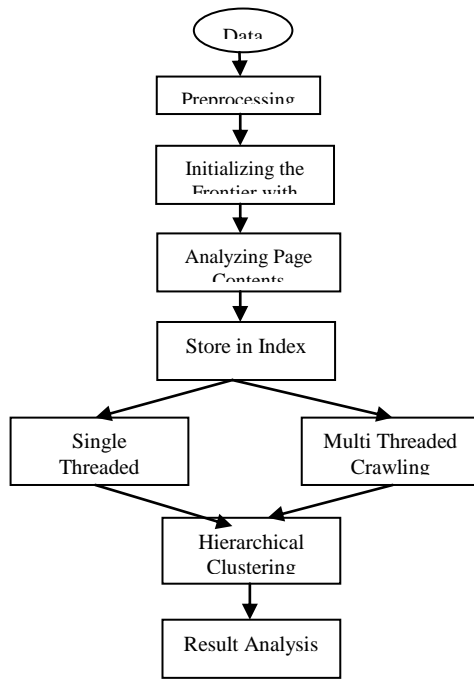 Data
Preprocessing
Initializing the
Frontier with
Analyzing Page
Contents
Store in Index
Single
Threaded
Multi Threaded
Crawling
Hierarchical
Clustering
Result Analysis